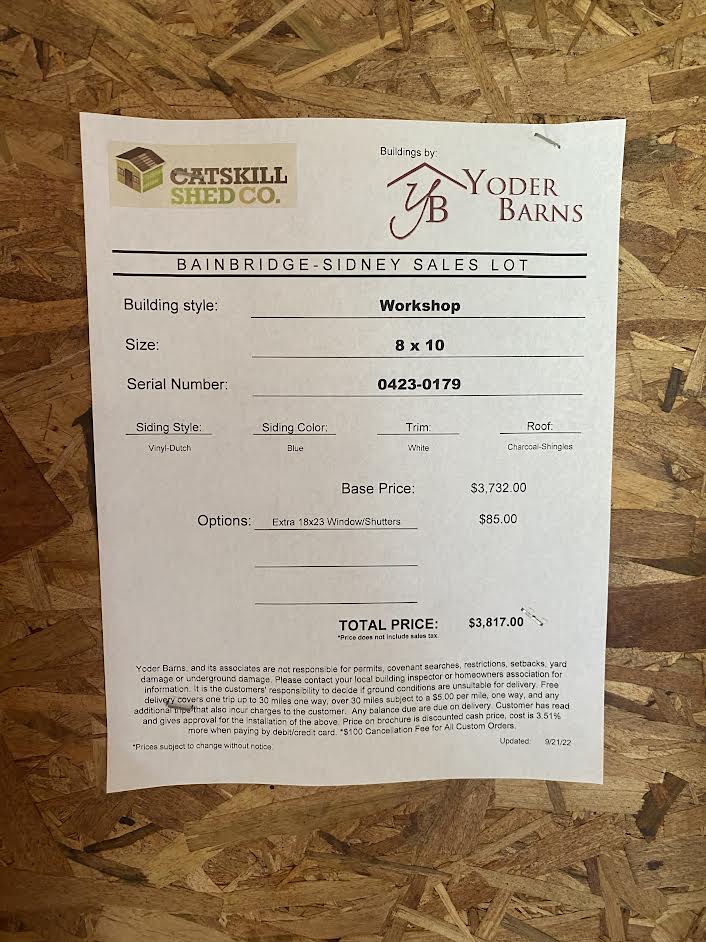 CATSKILL
SHED CO.
Buildings by:
YB
YODER
BARNS
BAINBRIDGE-SIDNEY SALES LOT
Building style: Workshop
Size: 8 x 10
Serial Number: 0423-0179
Siding Style: Siding Color: Trim: Roof:
Vinyl-Dutch Blue White Charcoal-Shingles
Base Price: $3,732.00
Options: Extra 18x23 Window/Shutters $85.00
TOTAL PRICE: $3,817.00
*Price does not include sales tax.
Yoder Barns, and its associates are not responsible for permits, covenant searches, restrictions, setbacks, yard
damage or underground damage. Please contact your local building inspector or homeowners association for
information. It is the customers' responsibility to decide if ground conditions are unsuitable for delivery. Free
delivery covers one trip up to 30 miles one way, over 30 miles subject to a $5.00 per mile, one way, and any
additional trips that also incur charges to the customer. Any balance due are due on delivery. Customer has read
and gives approval for the installation of the above. Price on brochure is discounted cash price, cost is 3.51%
more when paying by debit/credit card. *$100 Cancellation Fee for All Custom Orders.
*Prices subject to change without notice.
Updated: 9/21/22